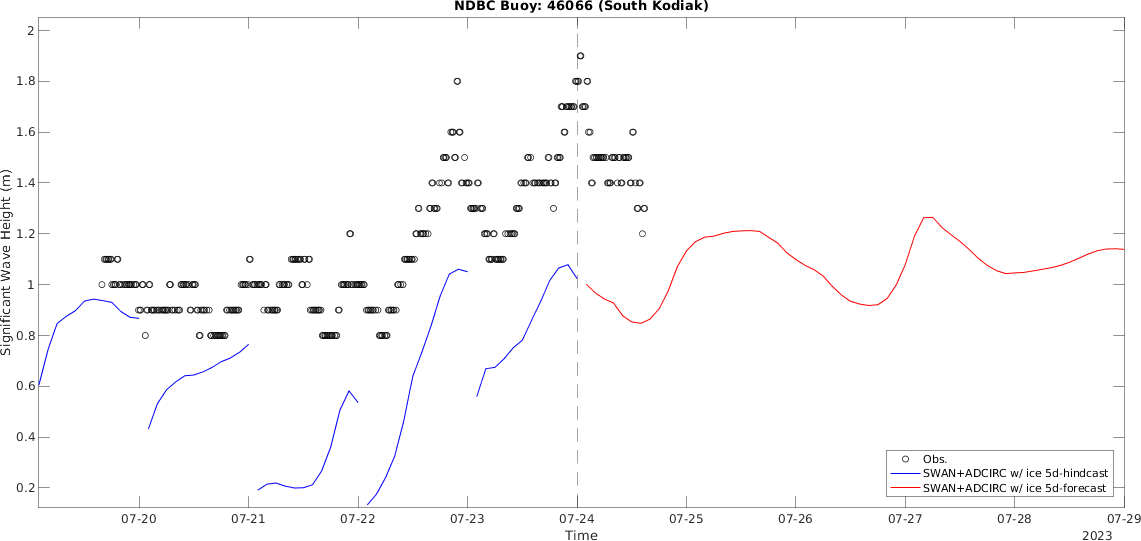 NDBC Buoy: 46066 (South Kodiak)
2
1.8
1.6
1.4
1.2
1
0.8
0.6
0.4
0.2
Significant Wave Height (m)
Obs.
SWAN+ADCIRC w/ ice 5d-hindcast
SWAN+ADCIRC w/ ice 5d-forecast
07-20 07-21 07-22 07-23 07-24 07-25 07-26 07-27 07-28 07-29
Time
2023